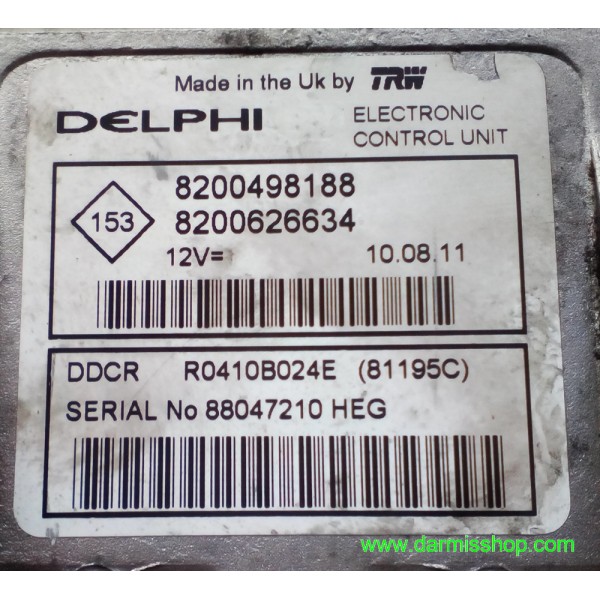 Made in the Uk by TRW
DELPHI
ELECTRONIC
CONTROL UNIT
153
8200498188
8200626634
12V=
10.08.11
DDCR R0410B024E (81195C)
SERIAL No 88047210 HEG
www.darmisshop.com